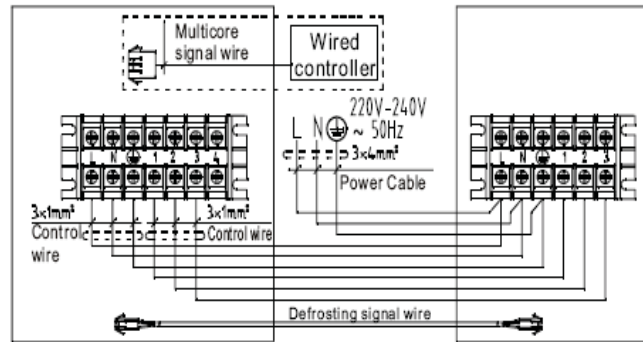 Multicore
signal wire
Wired
controller
220V-240V
L N ~ 50Hz
3×4mm²
Power Cable
L N 1 2 3 4
L N 1 2 3
3×1mm²
Control
wire
3×1mm²
Control wire
Defrosting signal wire